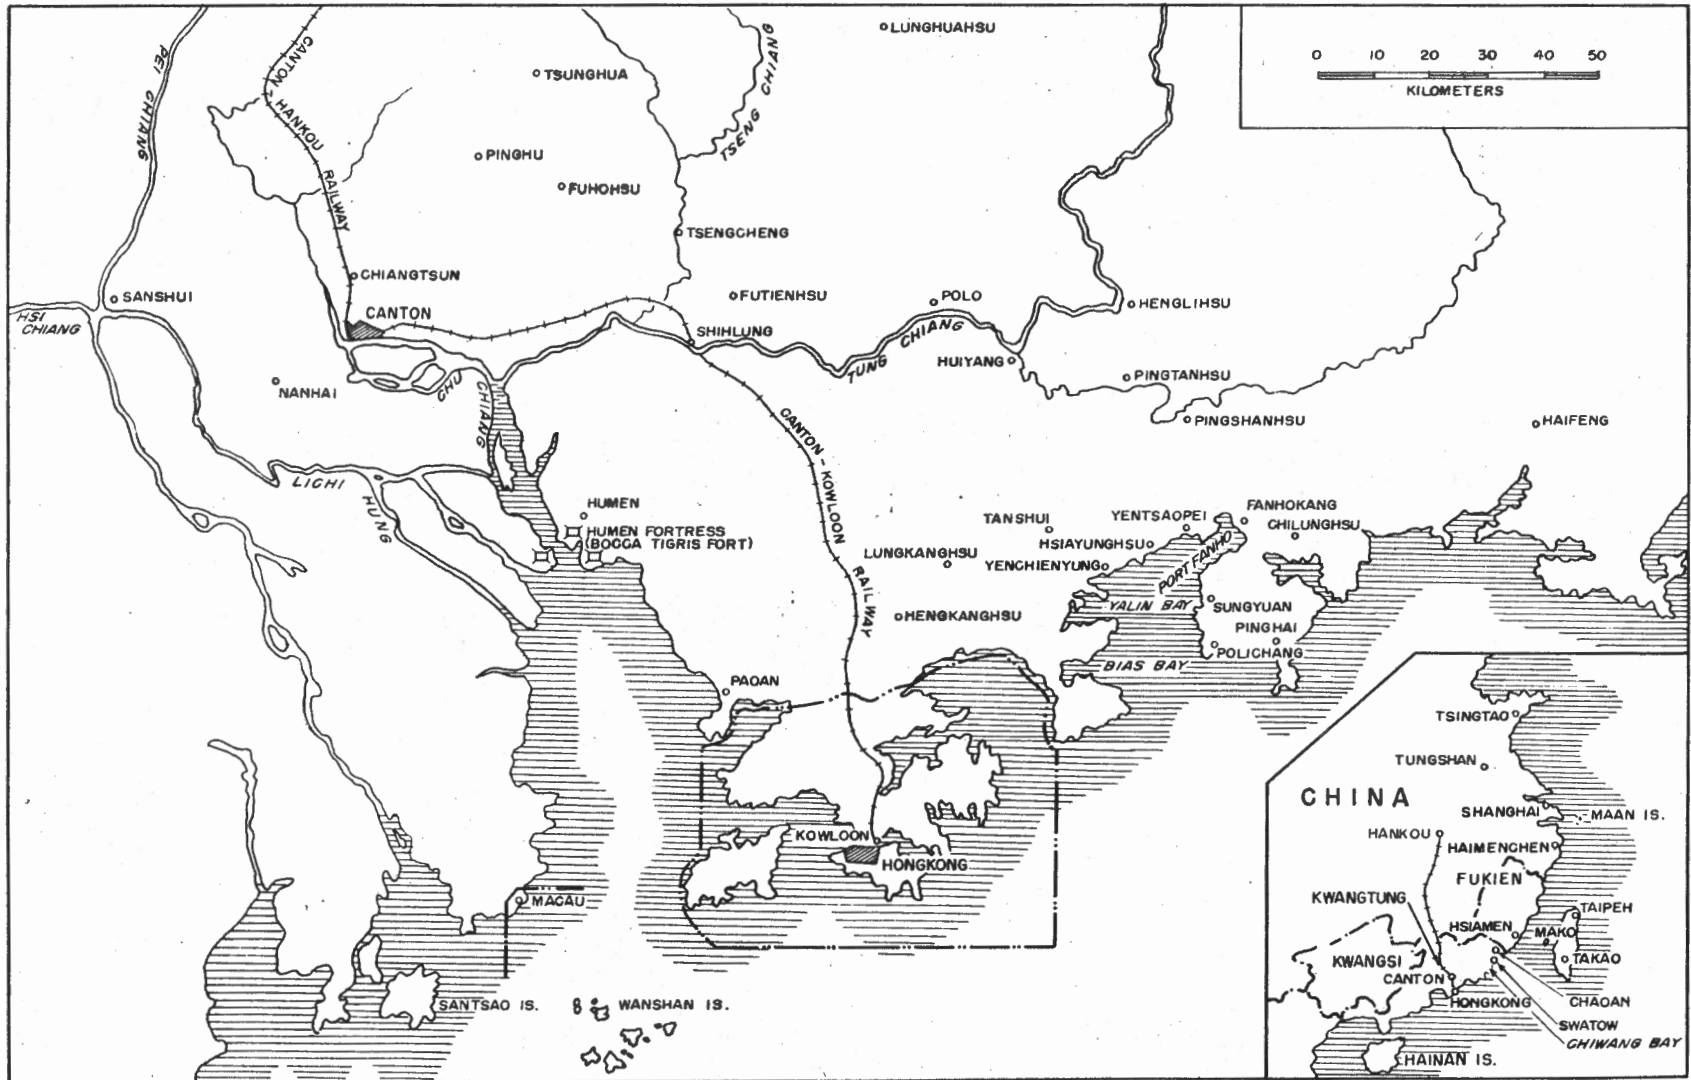 LUNGHUAHSU
PEI CHIANG
CANTON-HANKOU RAILWAY
TSUNGHUA
TSENG CHIANG
0 10 20 30 40 50
KILOMETERS
PINGHU
FUHOHSU
TSENGCHENG
CHIANGTSUN
SANSHUI
HSI CHIANG
CANTON
FUTIENHSU
POLO
HENGLIHSU
SHIHLUNG
TUNG CHIANG
HUIYANG
PINGTANHSU
NANHAI
CHU CHIANG
PINGSHANHSU
HAIFENG
CANTON-KOWLOON RAILWAY
LICHI
HUNG
HUMEN
HUMEN FORTRESS
(BOCCA TIGRIS FORT)
TANSHUI
YENTSAOPEI
FANHOKANG
CHILUNGHSU
HSIAYUNGHSU
LUNGKANGHSU
YENCHIENYUNG
PORT FANHO
HENGKANGHSU
YALIN BAY
SUNGYUAN
PINGHAI
POLICHANG
BIAS BAY
PAOAN
KOWLOON
HONGKONG
MACAU
SANTSAO IS.
WANSHAN IS.
TSINGTAO
TUNGSHAN
CHINA
SHANGHAI
MAAN IS.
HANKOU
HAIMENCHEN
FUKIEN
KWANGTUNG
TAIPEH
HSIAMEN
MAKO
KWANGSI
TAKAO
CANTON
HONGKONG
CHAOAN
SWATOW
CHIWANG BAY
HAINAN IS.